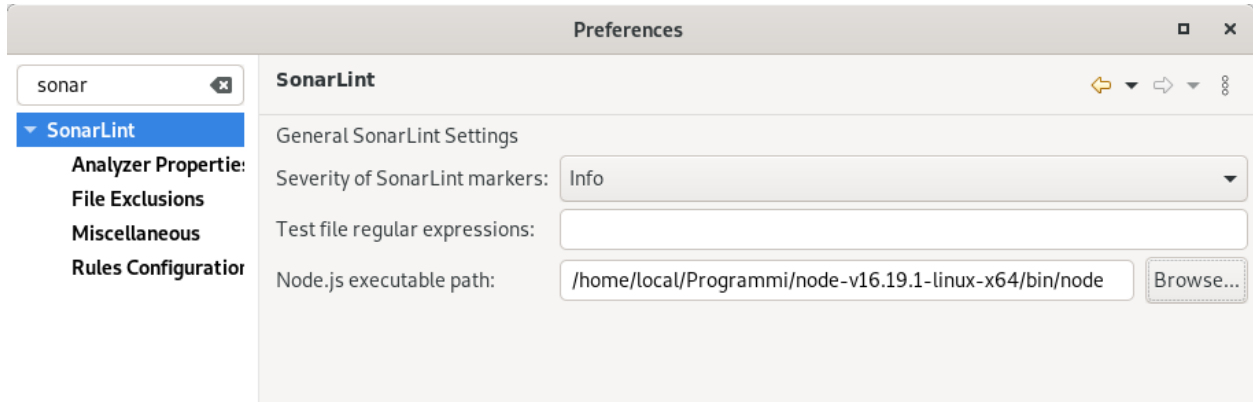 Preferences
sonar
SonarLint
Analyzer Properties
File Exclusions
Miscellaneous
Rules Configuration
SonarLint
General SonarLint Settings
Severity of SonarLint markers: Info
Test file regular expressions:
Node.js executable path: /home/local/Programmi/node-v16.19.1-linux-x64/bin/node Browse...